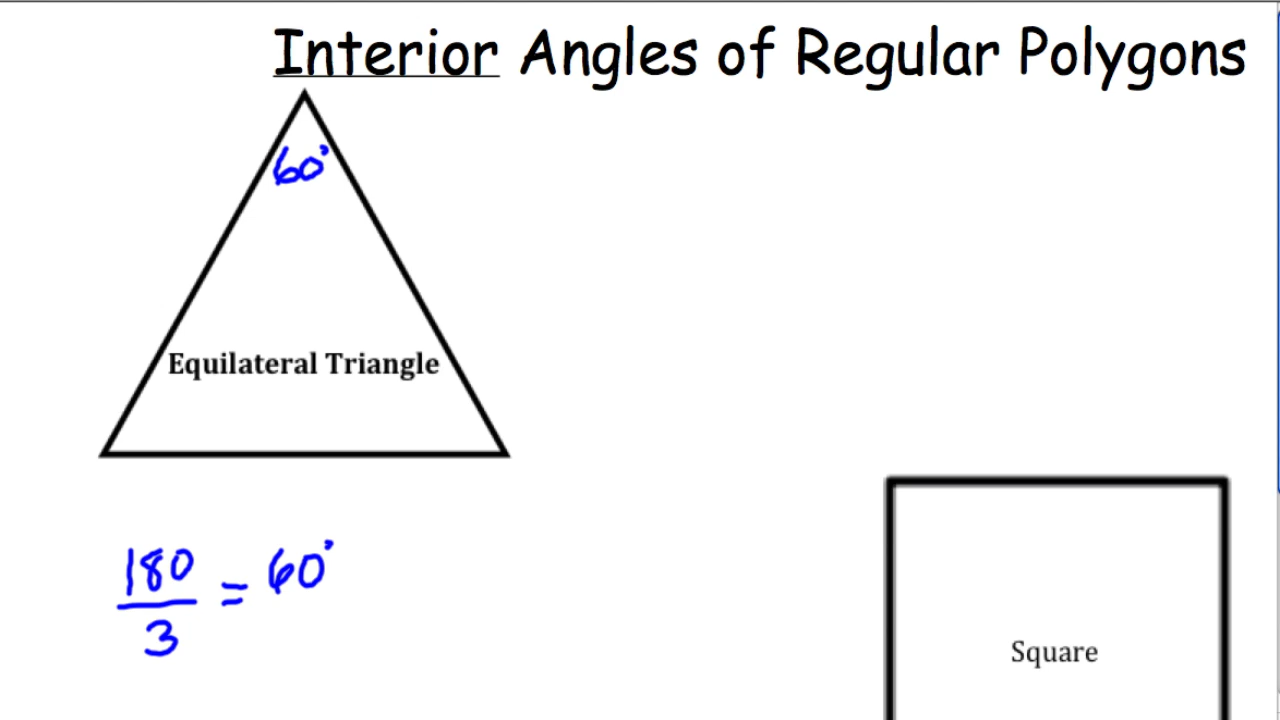 Interior Angles of Regular Polygons
60°
Equilateral Triangle
180
3
= 60°
Square